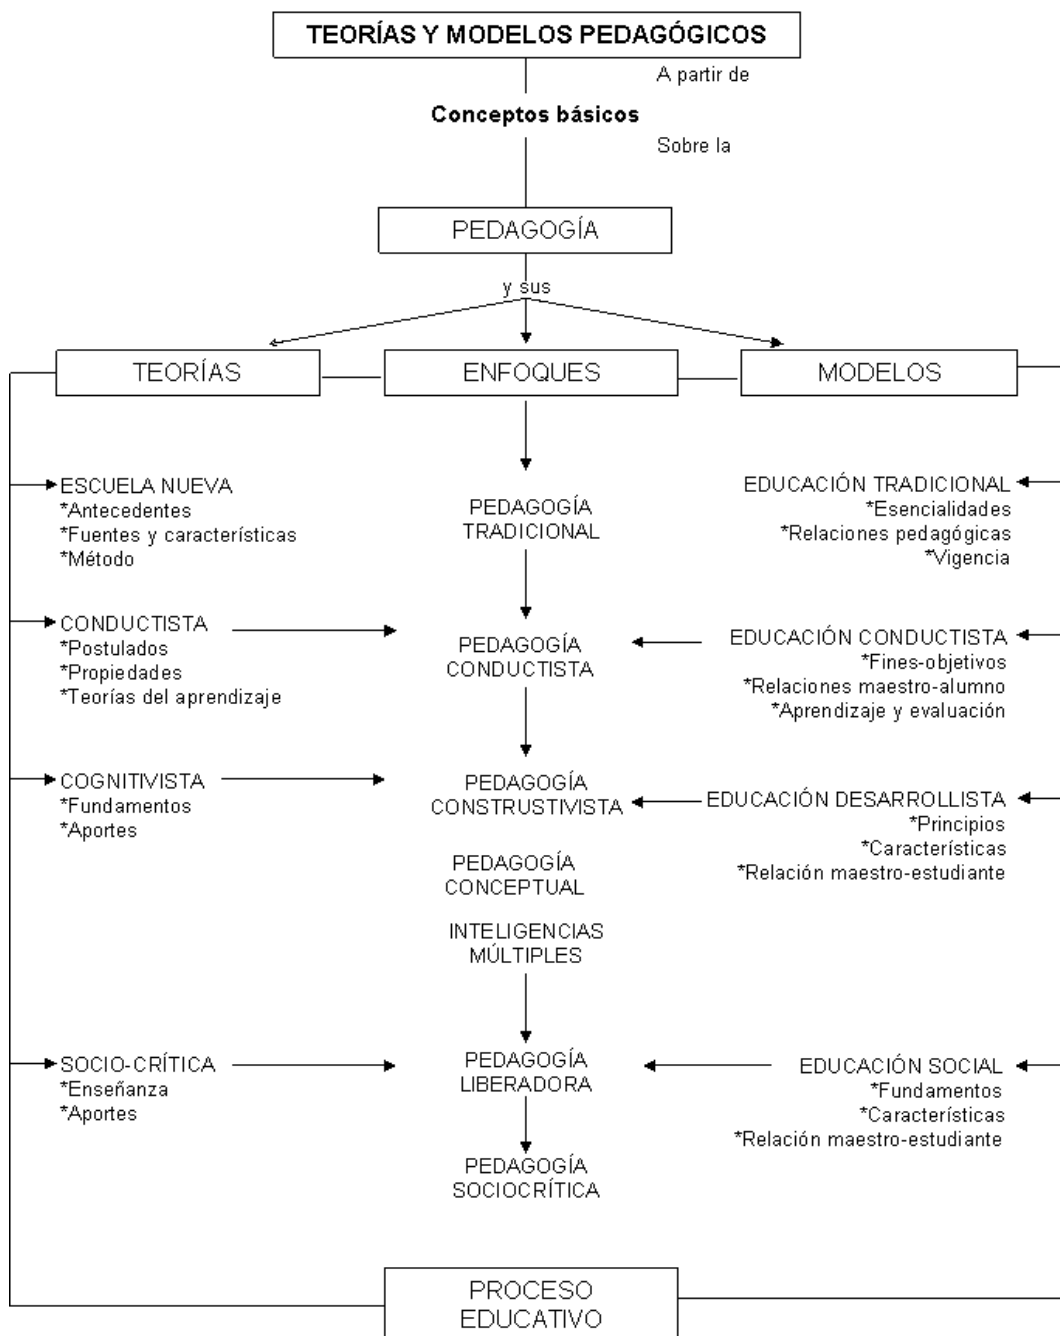 TEORÍAS Y MODELOS PEDAGÓGICOS
A partir de
Conceptos básicos
Sobre la
PEDAGOGÍA
y sus
TEORÍAS
ENFOQUES
MODELOS
ESCUELA NUEVA
*Antecedentes
*Fuentes y características
*Método
PEDAGOGÍA
TRADICIONAL
EDUCACIÓN TRADICIONAL
*Esencialidades
*Relaciones pedagógicas
*Vigencia
CONDUCTISTA
*Postulados
*Propiedades
*Teorías del aprendizaje
PEDAGOGÍA
CONDUCTISTA
EDUCACIÓN CONDUCTISTA
*Fines-objetivos
*Relaciones maestro-alumno
*Aprendizaje y evaluación
COGNITIVISTA
*Fundamentos
*Aportes
PEDAGOGÍA
CONSTRUSTIVISTA
EDUCACIÓN DESARROLLISTA
*Principios
*Características
*Relación maestro-estudiante
PEDAGOGÍA
CONCEPTUAL
INTELIGENCIAS
MÚLTIPLES
SOCIO-CRÍTICA
*Enseñanza
*Aportes
PEDAGOGÍA
LIBERADORA
EDUCACIÓN SOCIAL
*Fundamentos
*Características
*Relación maestro-estudiante
PEDAGOGÍA
SOCIOCRÍTICA
PROCESO
EDUCATIVO